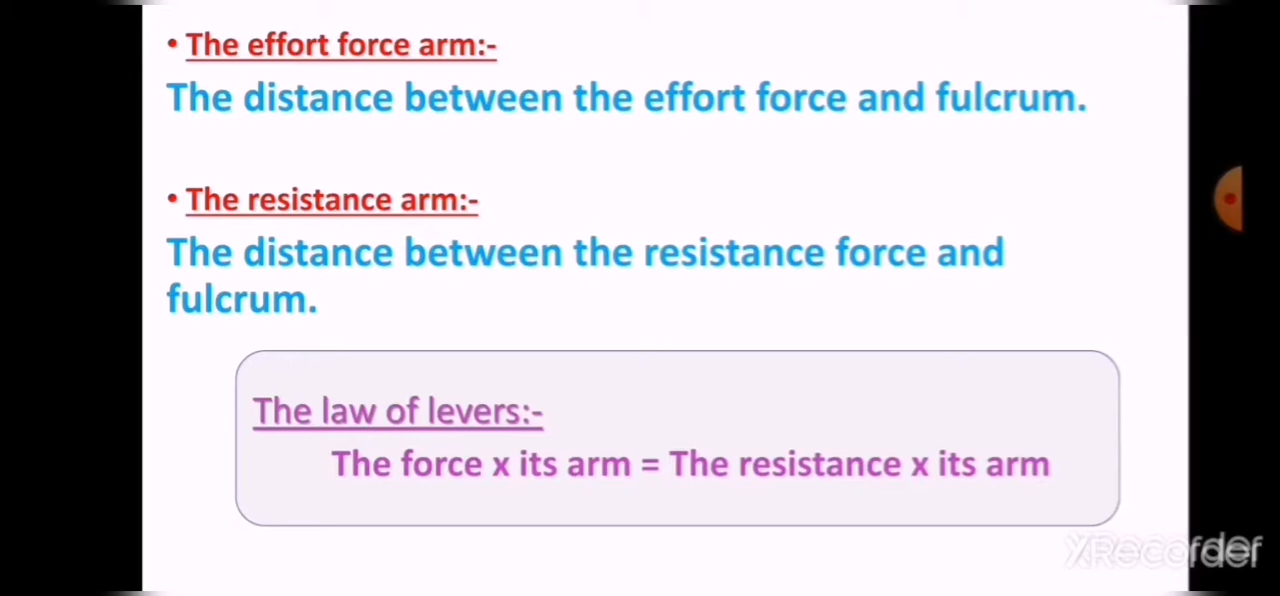 • The effort force arm:-
The distance between the effort force and fulcrum.
• The resistance arm:-
The distance between the resistance force and
fulcrum.
The law of levers:-
The force x its arm = The resistance x its arm
XRecorder